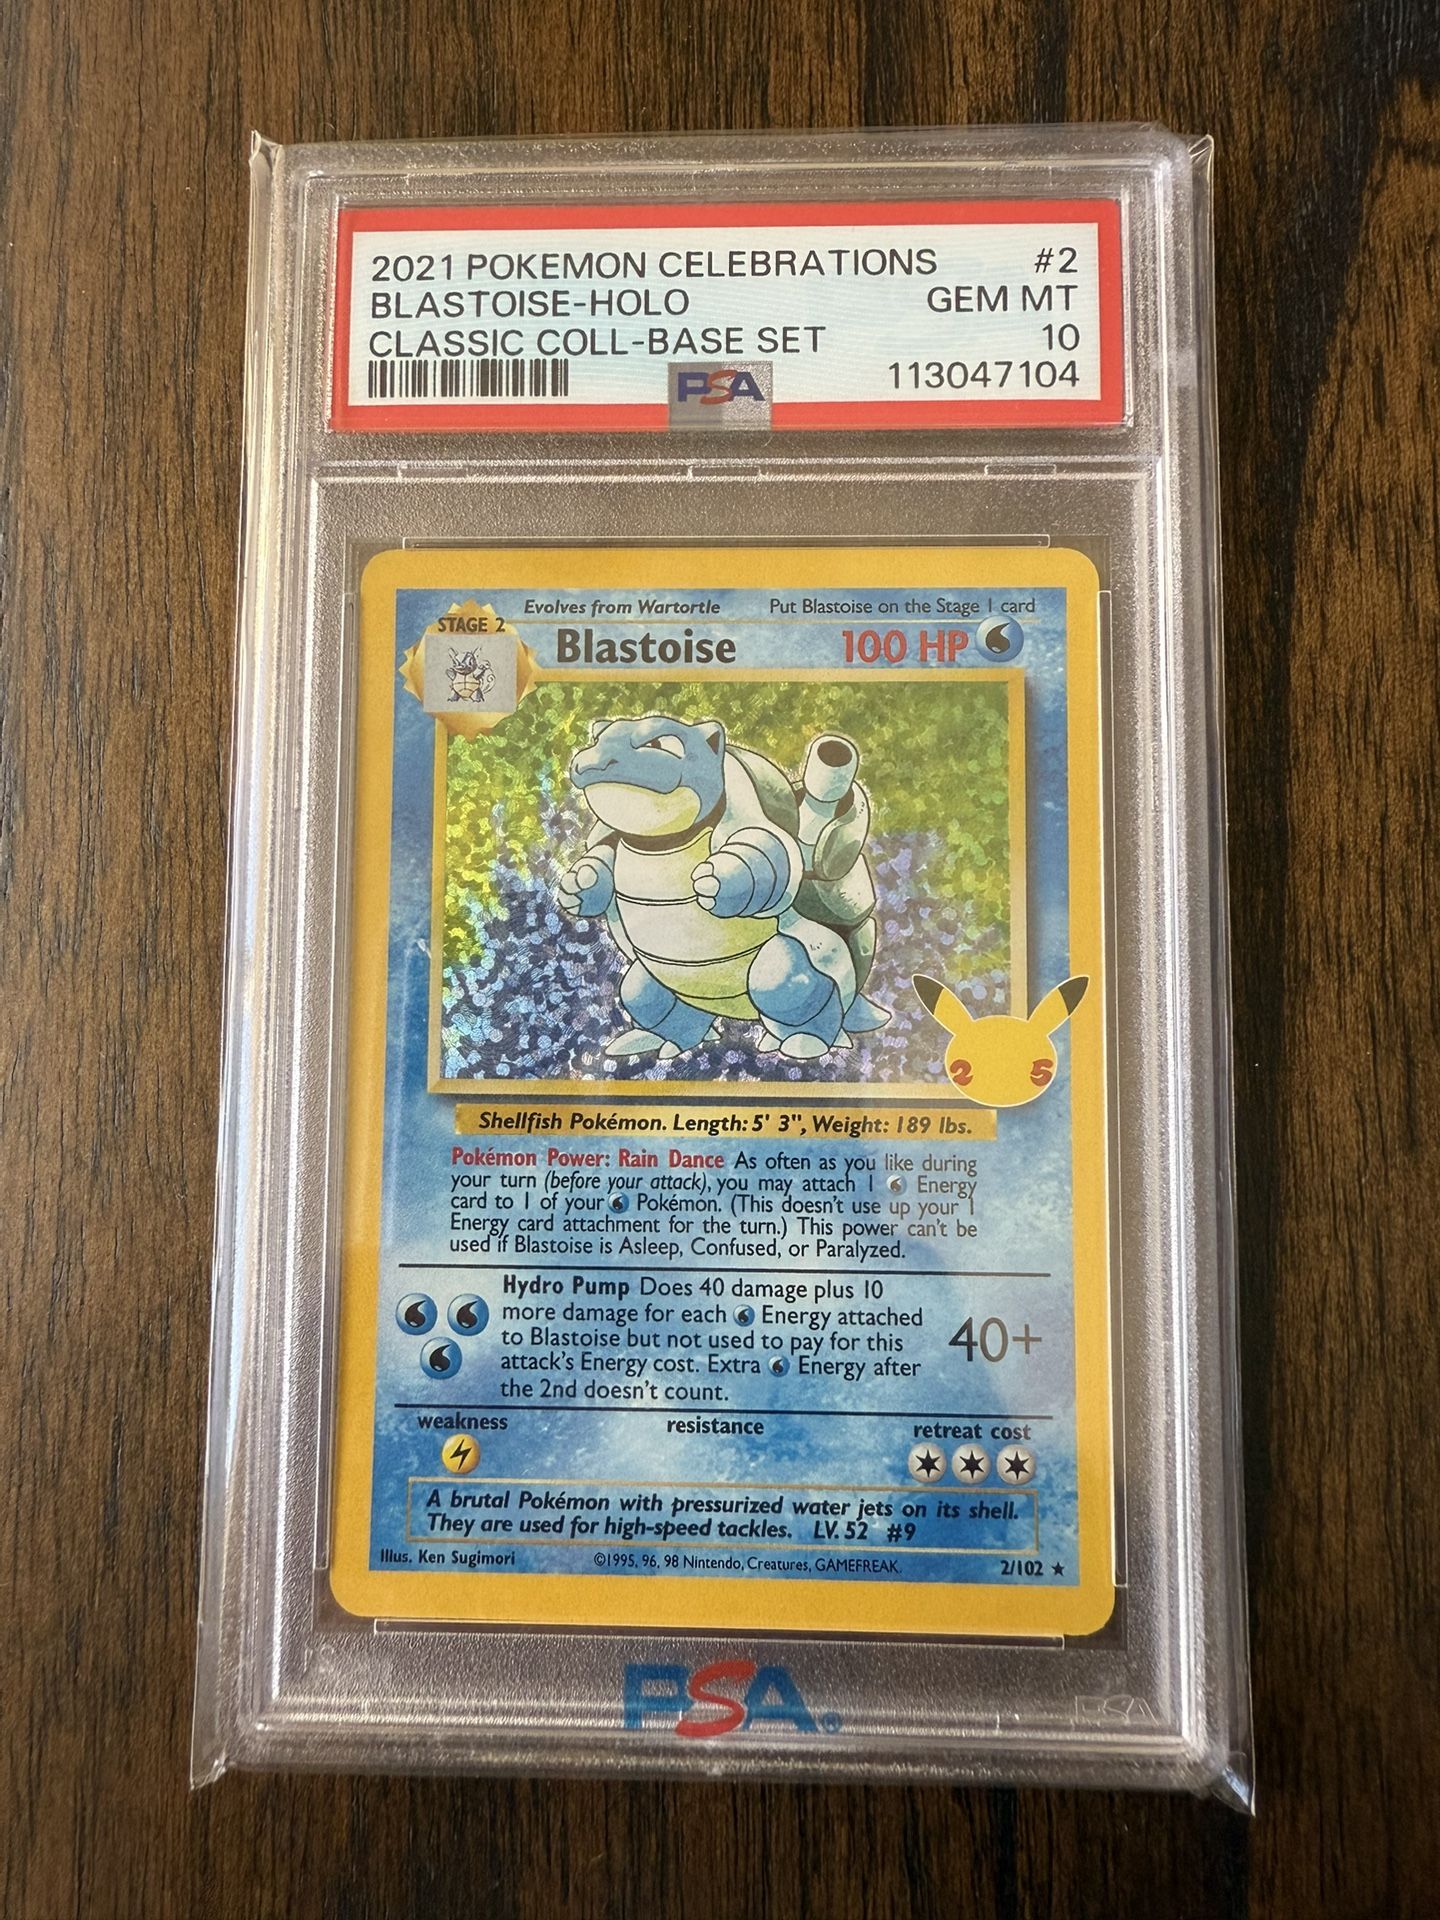 2021 POKEMON CELEBRATIONS #2
BLASTOISE-HOLO GEM MT
CLASSIC COLL-BASE SET 10
PSA 113047104
Evolves from Wartortle Put Blastoise on the Stage 1 card
STAGE 2 Blastoise 100 HP
25
Shellfish Pokémon. Length: 5' 3", Weight: 189 lbs.
Pokémon Power: Rain Dance As often as you like during
your turn (before your attack), you may attach 1 Energy
card to 1 of your Pokémon. (This doesn't use up your 1
Energy card attachment for the turn.) This power can't be
used if Blastoise is Asleep, Confused, or Paralyzed.
Hydro Pump Does 40 damage plus 10
more damage for each Energy attached
to Blastoise but not used to pay for this
attack's Energy cost. Extra Energy after
the 2nd doesn't count.
40+
weakness resistance retreat cost
A brutal Pokémon with pressurized water jets on its shell.
They are used for high-speed tackles. LV. 52 #9
Illus. Ken Sugimori ©1995, 96, 98 Nintendo, Creatures, GAMEFREAK. 2/102 ★
PSA®
PSA